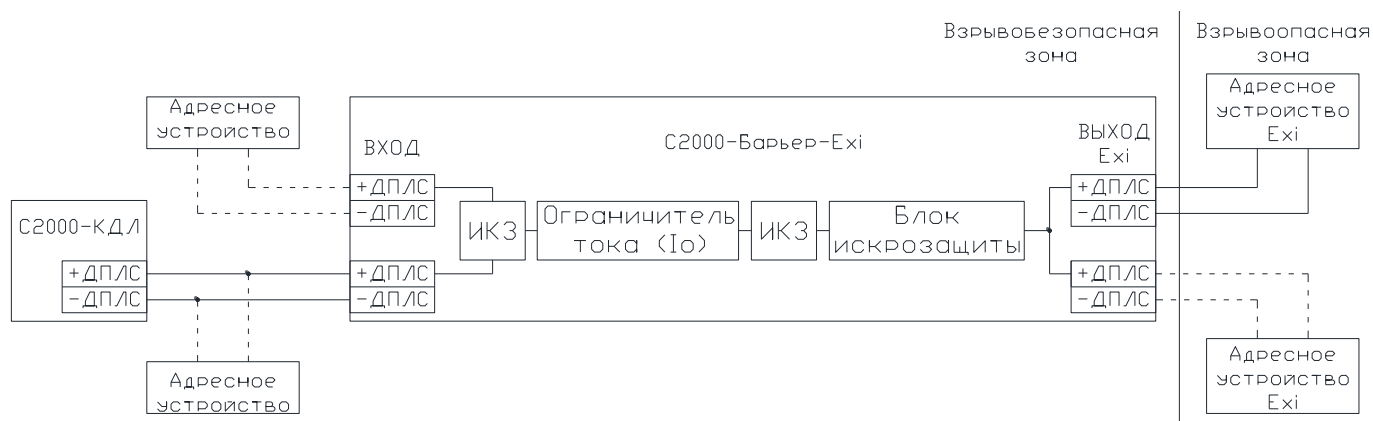 Взрывобезопасная
зона
Взрывоопасная
зона
Адресное
устройство
Адресное
устройство
Exi
С2000-Барьер-Exi
ВХОД
ВЫХОД
Exi
+ДПЛС
-ДПЛС
+ДПЛС
-ДПЛС
С2000-КДЛ
ИКЗ
Ограничитель
тока (Io)
ИКЗ
Блок
искрозащиты
+ДПЛС
-ДПЛС
+ДПЛС
-ДПЛС
+ДПЛС
-ДПЛС
Адресное
устройство
Адресное
устройство
Exi